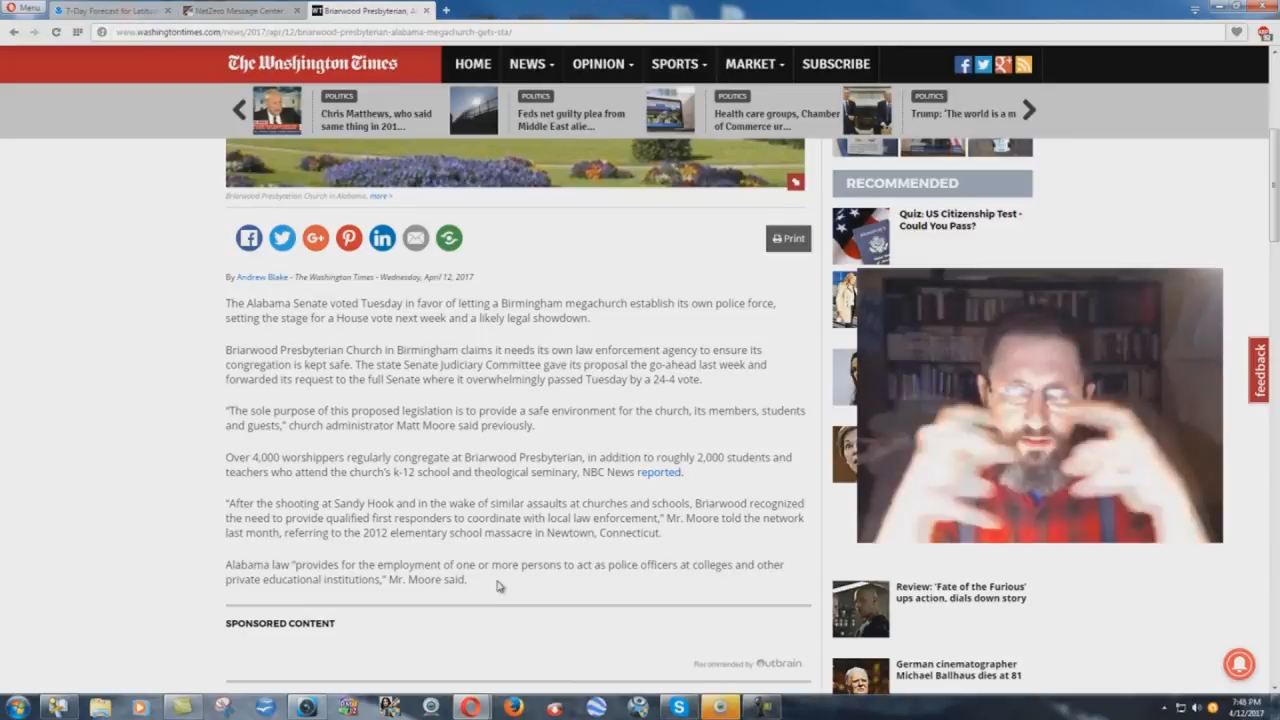 Menu
7-Day Forecast for Latitud
NetZero Message Center
Briarwood Presbyterian, A
www.washingtontimes.com/news/2017/apr/12/briarwood-presbyterian-alabama-megachurch-gets-sta/
The Washington Times
HOME NEWS OPINION SPORTS MARKET SUBSCRIBE
POLITICS
Chris Matthews, who said
same thing in 201...
POLITICS
Feds net guilty plea from
Middle East alie...
POLITICS
Health care groups, Chamber
of Commerce ur...
POLITICS
Trump: 'The world is a m
Briarwood Presbyterian Church in Alabama. more >
Print
By Andrew Blake - The Washington Times - Wednesday, April 12, 2017
The Alabama Senate voted Tuesday in favor of letting a Birmingham megachurch establish its own police force,
setting the stage for a House vote next week and a likely legal showdown.
Briarwood Presbyterian Church in Birmingham claims it needs its own law enforcement agency to ensure its
congregation is kept safe. The state Senate Judiciary Committee gave its proposal the go-ahead last week and
forwarded its request to the full Senate where it overwhelmingly passed Tuesday by a 24-4 vote.
“The sole purpose of this proposed legislation is to provide a safe environment for the church, its members, students
and guests,” church administrator Matt Moore said previously.
Over 4,000 worshippers regularly congregate at Briarwood Presbyterian, in addition to roughly 2,000 students and
teachers who attend the church's k-12 school and theological seminary, NBC News reported.
“After the shooting at Sandy Hook and in the wake of similar assaults at churches and schools, Briarwood recognized
the need to provide qualified first responders to coordinate with local law enforcement,” Mr. Moore told the network
last month, referring to the 2012 elementary school massacre in Newtown, Connecticut.
Alabama law “provides for the employment of one or more persons to act as police officers at colleges and other
private educational institutions,” Mr. Moore said.
SPONSORED CONTENT
Recommended by Outbrain
RECOMMENDED
Quiz: US Citizenship Test -
Could You Pass?
feedback
Review: 'Fate of the Furious'
ups action, dials down story
German cinematographer
Michael Ballhaus dies at 81
7:48 PM
4/12/2017